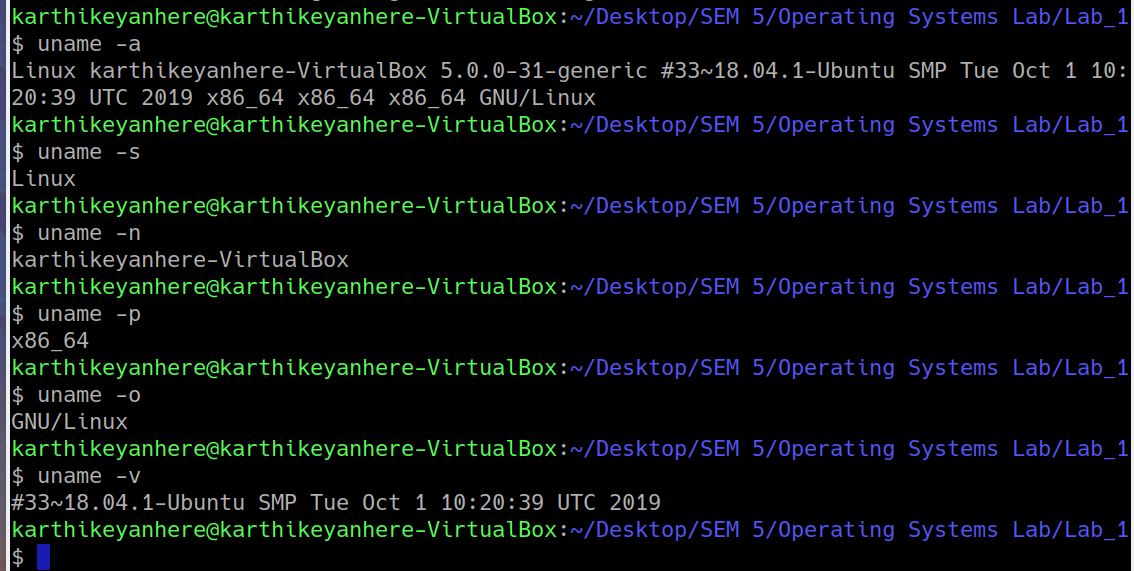 karthikeyanhere@karthikeyanhere-VirtualBox:~/Desktop/SEM 5/Operating Systems Lab/Lab_1
$ uname -a
Linux karthikeyanhere-VirtualBox 5.0.0-31-generic #33~18.04.1-Ubuntu SMP Tue Oct 1 10:
20:39 UTC 2019 x86_64 x86_64 x86_64 GNU/Linux
karthikeyanhere@karthikeyanhere-VirtualBox:~/Desktop/SEM 5/Operating Systems Lab/Lab_1
$ uname -s
Linux
karthikeyanhere@karthikeyanhere-VirtualBox:~/Desktop/SEM 5/Operating Systems Lab/Lab_1
$ uname -n
karthikeyanhere-VirtualBox
karthikeyanhere@karthikeyanhere-VirtualBox:~/Desktop/SEM 5/Operating Systems Lab/Lab_1
$ uname -p
x86_64
karthikeyanhere@karthikeyanhere-VirtualBox:~/Desktop/SEM 5/Operating Systems Lab/Lab_1
$ uname -o
GNU/Linux
karthikeyanhere@karthikeyanhere-VirtualBox:~/Desktop/SEM 5/Operating Systems Lab/Lab_1
$ uname -v
#33~18.04.1-Ubuntu SMP Tue Oct 1 10:20:39 UTC 2019
karthikeyanhere@karthikeyanhere-VirtualBox:~/Desktop/SEM 5/Operating Systems Lab/Lab_1
$